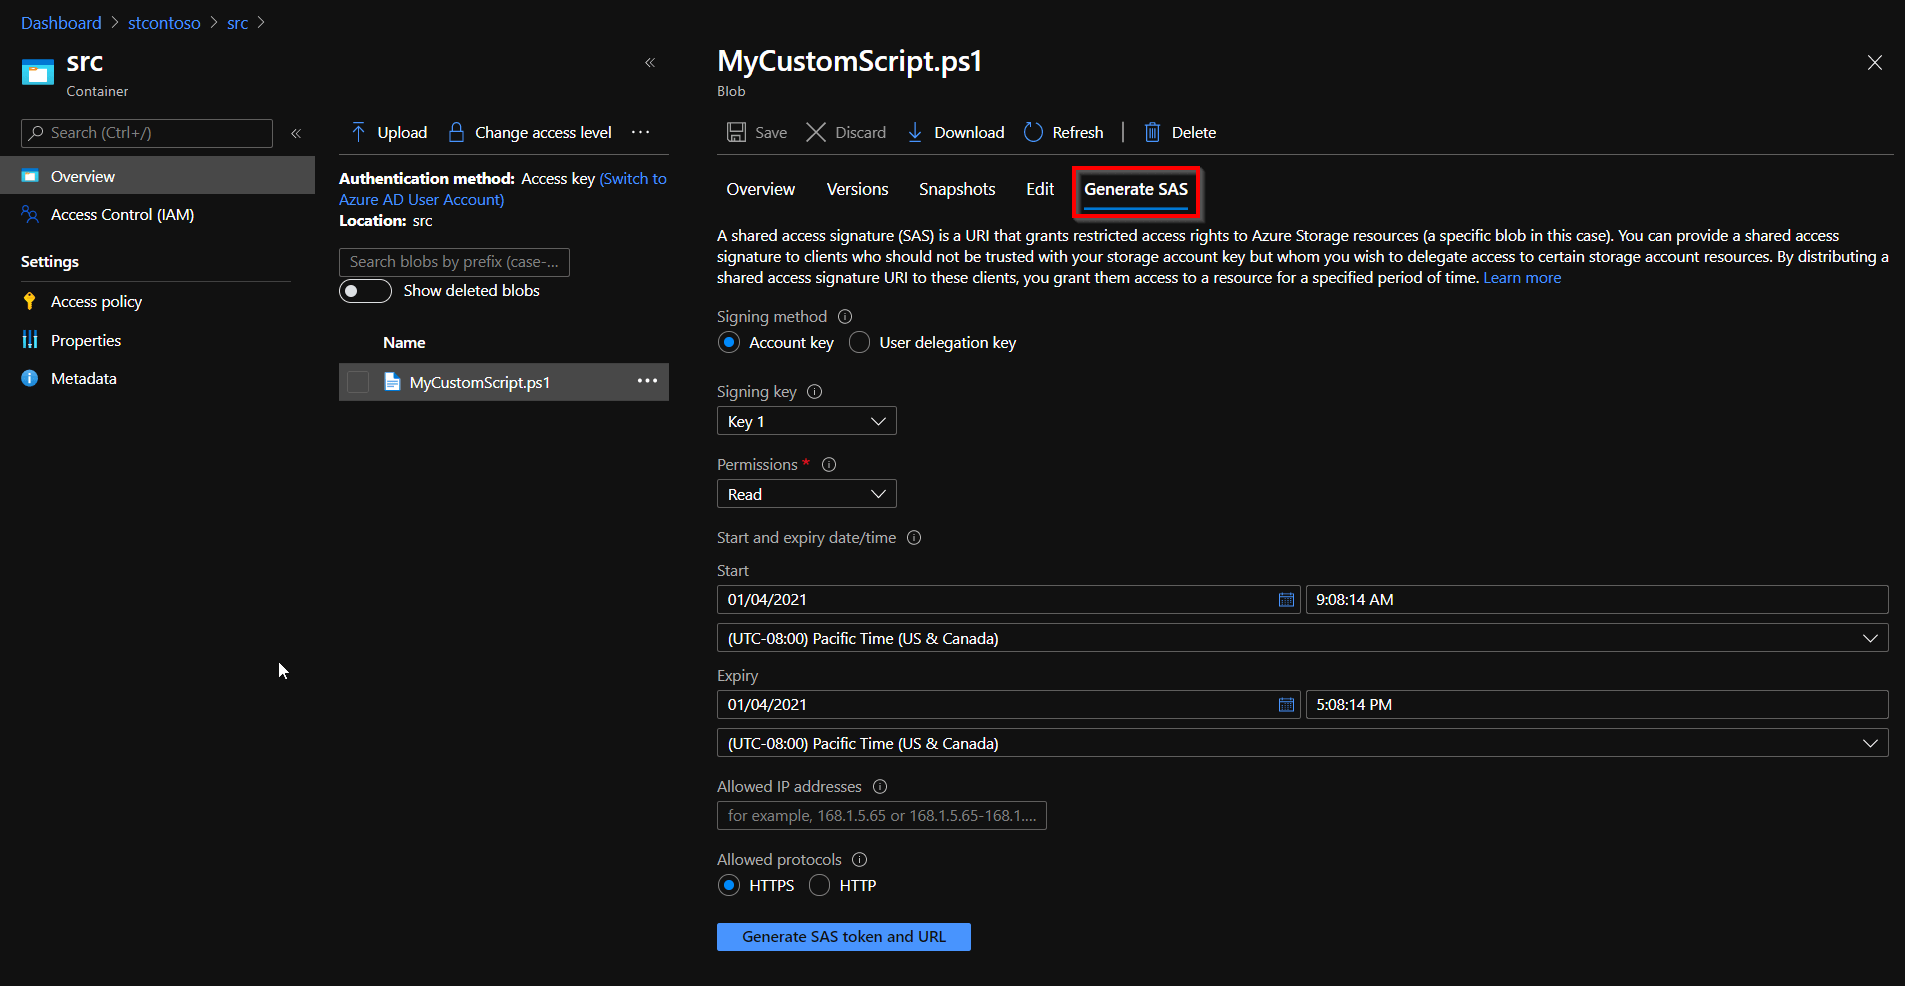 Dashboard > stcontoso > src >
src
Container
Search (Ctrl+/)
Overview
Access Control (IAM)
Settings
Access policy
Properties
Metadata
Upload
Change access level
Authentication method: Access key (Switch to
Azure AD User Account)
Location: src
Search blobs by prefix (case-...
Show deleted blobs
Name
MyCustomScript.ps1
MyCustomScript.ps1
Blob
Save Discard Download Refresh | Delete
Overview Versions Snapshots Edit Generate SAS
A shared access signature (SAS) is a URI that grants restricted access rights to Azure Storage resources (a specific blob in this case). You can provide a shared access
signature to clients who should not be trusted with your storage account key but whom you wish to delegate access to certain storage account resources. By distributing a
shared access signature URI to these clients, you grant them access to a resource for a specified period of time. Learn more
Signing method
Account key User delegation key
Signing key
Key 1
Permissions *
Read
Start and expiry date/time
Start
01/04/2021 9:08:14 AM
(UTC-08:00) Pacific Time (US & Canada)
Expiry
01/04/2021 5:08:14 PM
(UTC-08:00) Pacific Time (US & Canada)
Allowed IP addresses
for example, 168.1.5.65 or 168.1.5.65-168.1....
Allowed protocols
HTTPS HTTP
Generate SAS token and URL